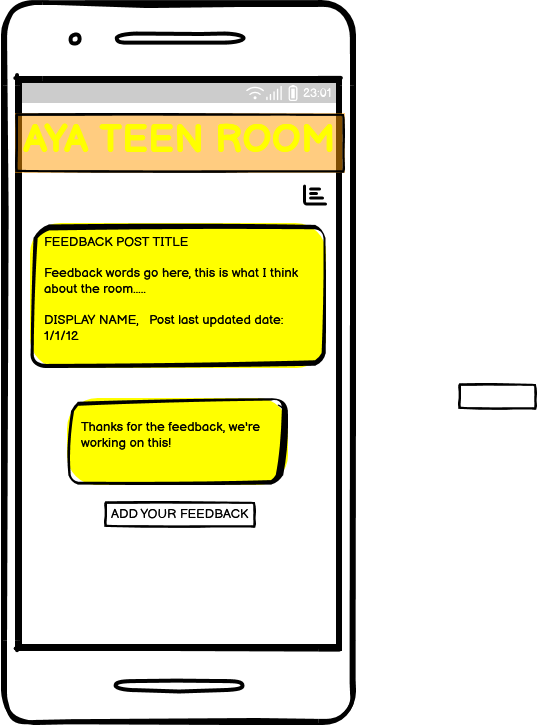 23:01
AYA TEEN ROOM
FEEDBACK POST TITLE
Feedback words go here, this is what I think
about the room.....
DISPLAY NAME,   Post last updated date:
1/1/12
Thanks for the feedback, we're
working on this!
ADD YOUR FEEDBACK